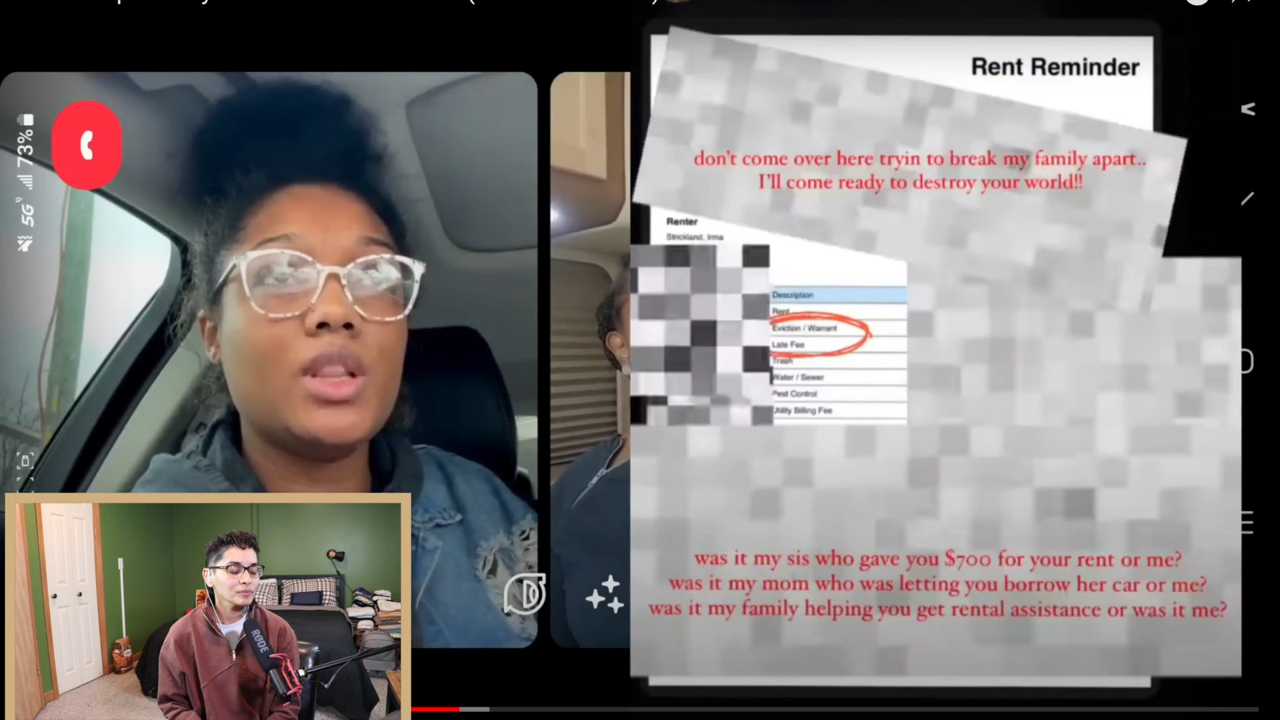 73%
5G
Rent Reminder
don't come over here tryin to break my family apart..
I'll come ready to destroy your world!!
Renter
Strickland, Irma
Description
Rent
Eviction / Warrant
Late Fee
Trash
Water / Sewer
Pest Control
Utility Billing Fee
was it my sis who gave you $700 for your rent or me?
was it my mom who was letting you borrow her car or me?
was it my family helping you get rental assistance or was it me?
RODE